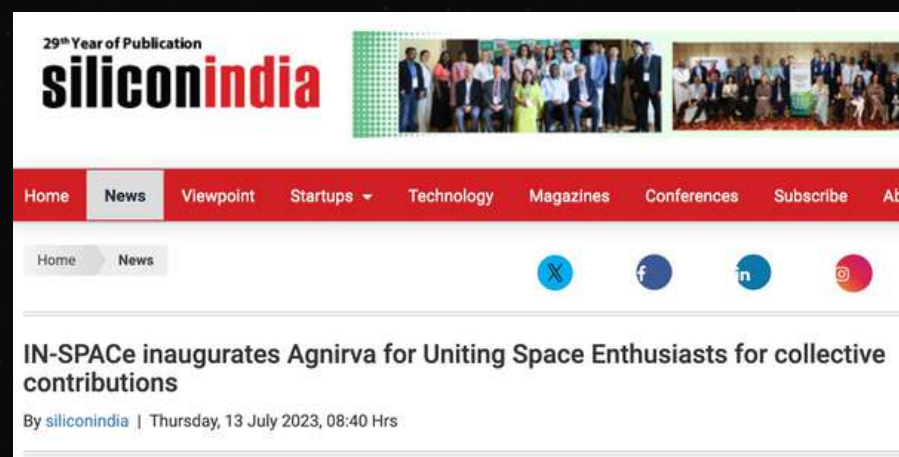 29th Year of Publication
siliconindia
Home News Viewpoint Startups Technology Magazines Conferences Subscribe
Home News
IN-SPACe inaugurates Agnirva for Uniting Space Enthusiasts for collective
contributions
By siliconindia | Thursday, 13 July 2023, 08:40 Hrs